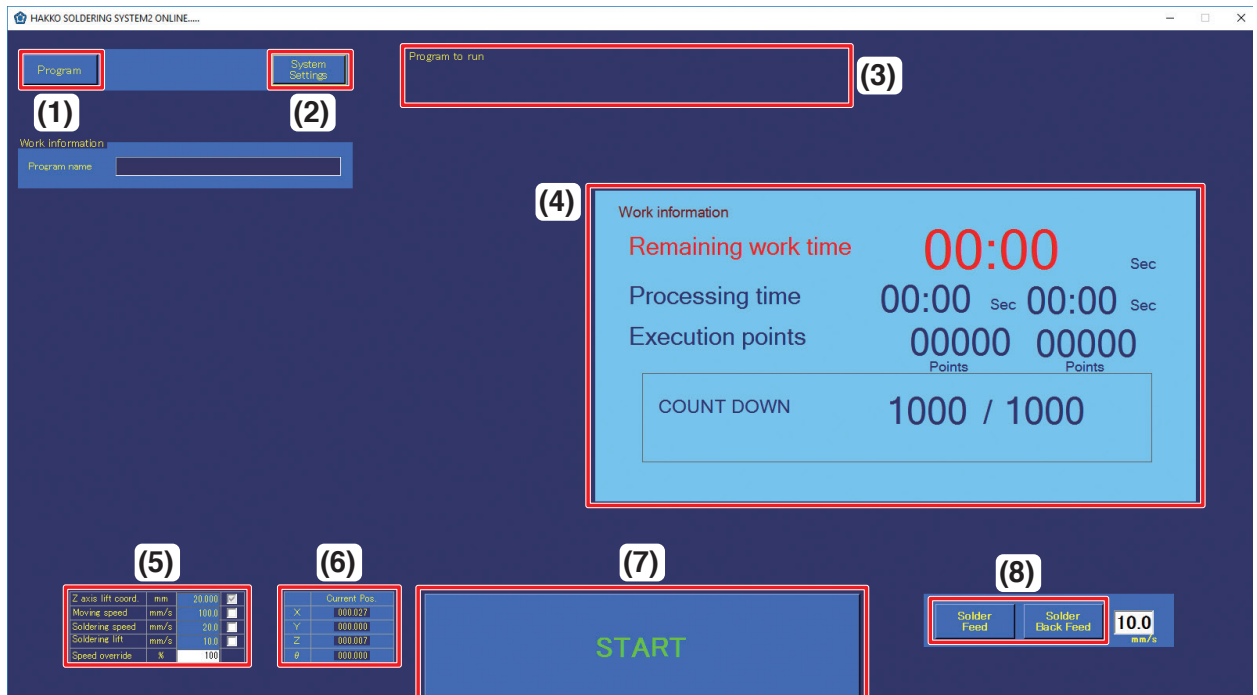 HAKKO SOLDERING SYSTEM2 ONLINE.....
Program
System
Settings
(1)
(2)
Program to run
(3)
Work information
Program name
(4)
Work information
Remaining work time 00:00 Sec
Processing time 00:00 Sec 00:00 Sec
Execution points 00000 00000
Points Points
COUNT DOWN 1000 / 1000
(5)
Z axis lift coord. mm 20.000
Moving speed mm/s 100.0
Soldering speed mm/s 20.0
Soldering lift mm/s 10.0
Speed override % 100
(6)
Current Pos.
X 000.027
Y 000.000
Z 000.007
θ 000.000
(7)
START
(8)
Solder
Feed
Solder
Back Feed
10.0
mm/s